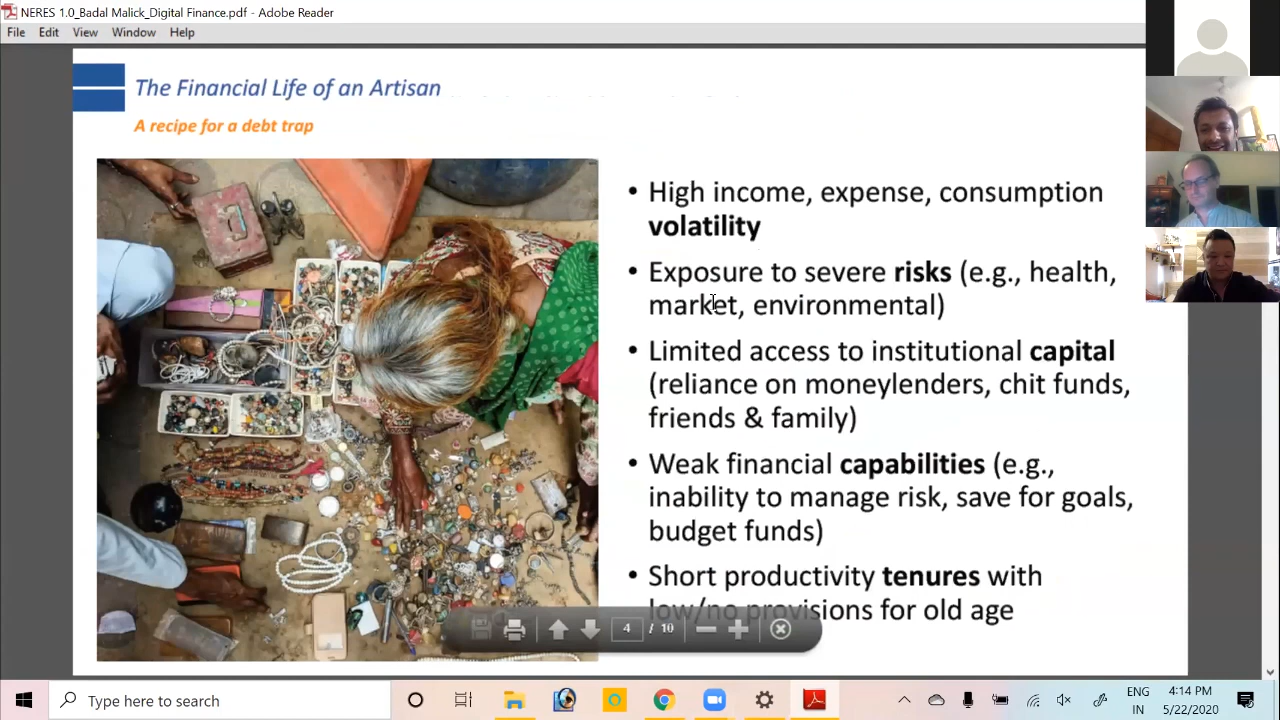 NERES 1.0_Badal Malick_Digital Finance.pdf - Adobe Reader
File Edit View Window Help
The Financial Life of an Artisan
A recipe for a debt trap
• High income, expense, consumption
volatility
• Exposure to severe risks (e.g., health,
market, environmental)
• Limited access to institutional capital
(reliance on moneylenders, chit funds,
friends & family)
• Weak financial capabilities (e.g.,
inability to manage risk, save for goals,
budget funds)
• Short productivity tenures with
low/no provisions for old age
4 / 10
Type here to search
ENG
IN
4:14 PM
5/22/2020